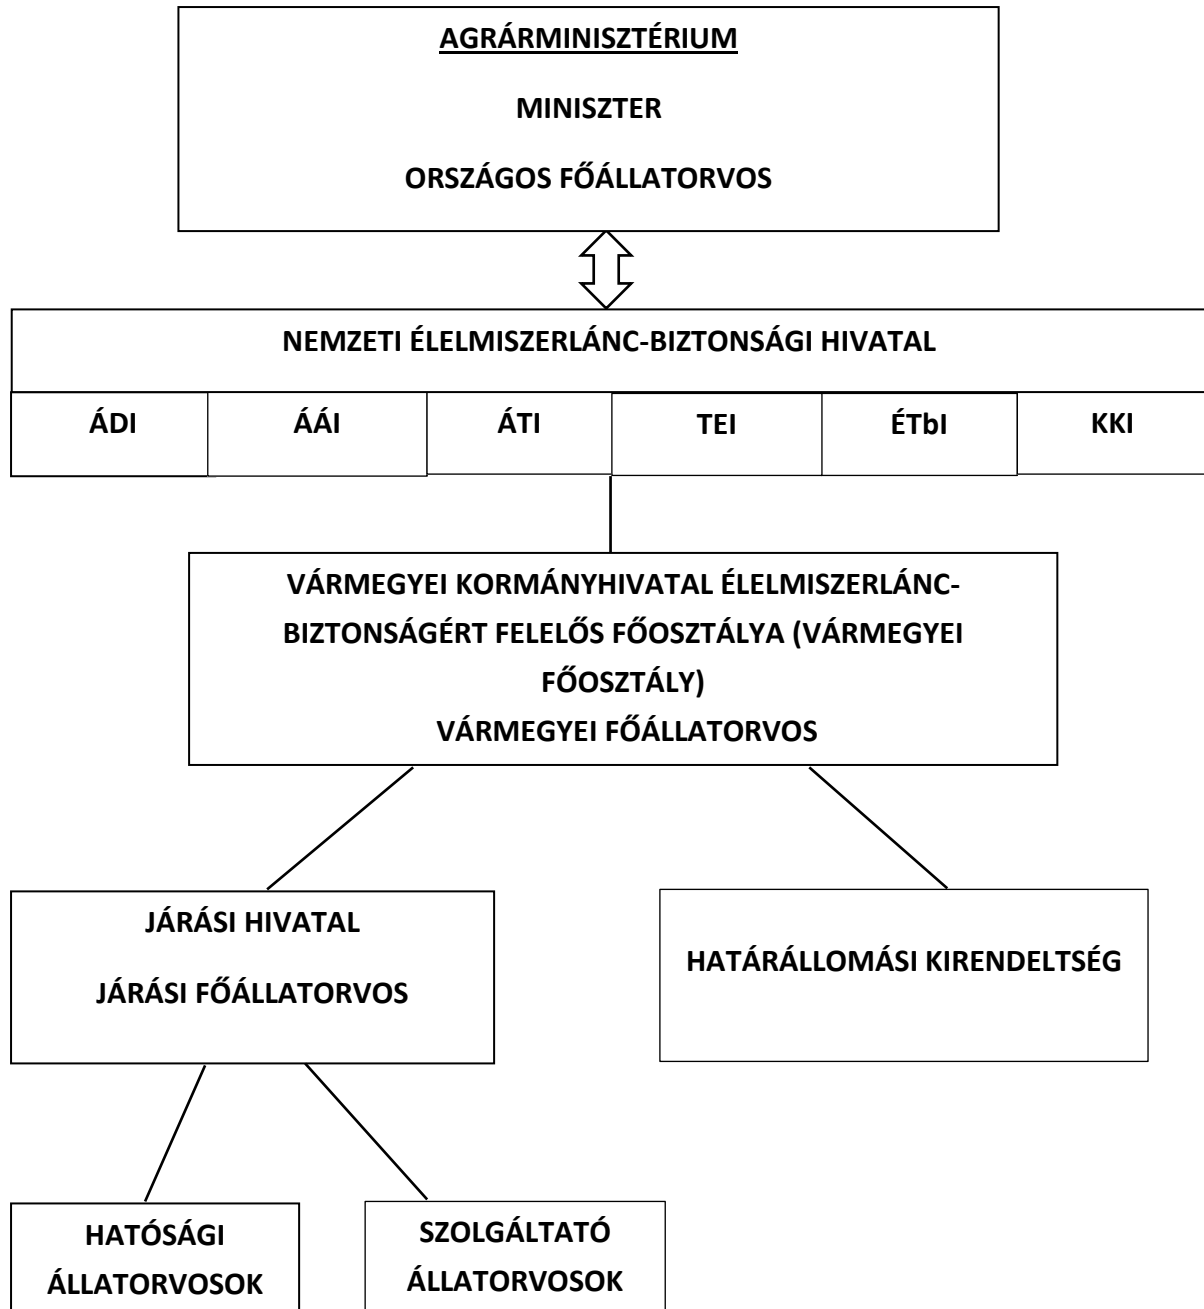 AGRÁRMINISZTÉRIUM
MINISZTER
ORSZÁGOS FŐÁLLATORVOS
NEMZETI ÉLELMISZERLÁNC-BIZTONSÁGI HIVATAL
ÁDI ÁÁI ÁTI TEI ÉTbI KKI
VÁRMEGYEI KORMÁNYHIVATAL ÉLELMISZERLÁNC-
BIZTONSÁGÉRT FELELŐS FŐOSZTÁLYA (VÁRMEGYEI
FŐOSZTÁLY)
VÁRMEGYEI FŐÁLLATORVOS
JÁRÁSI HIVATAL
JÁRÁSI FŐÁLLATORVOS
HATÁRÁLLOMÁSI KIRENDELTSÉG
HATÓSÁGI
ÁLLATORVOSOK
SZOLGÁLTATÓ
ÁLLATORVOSOK